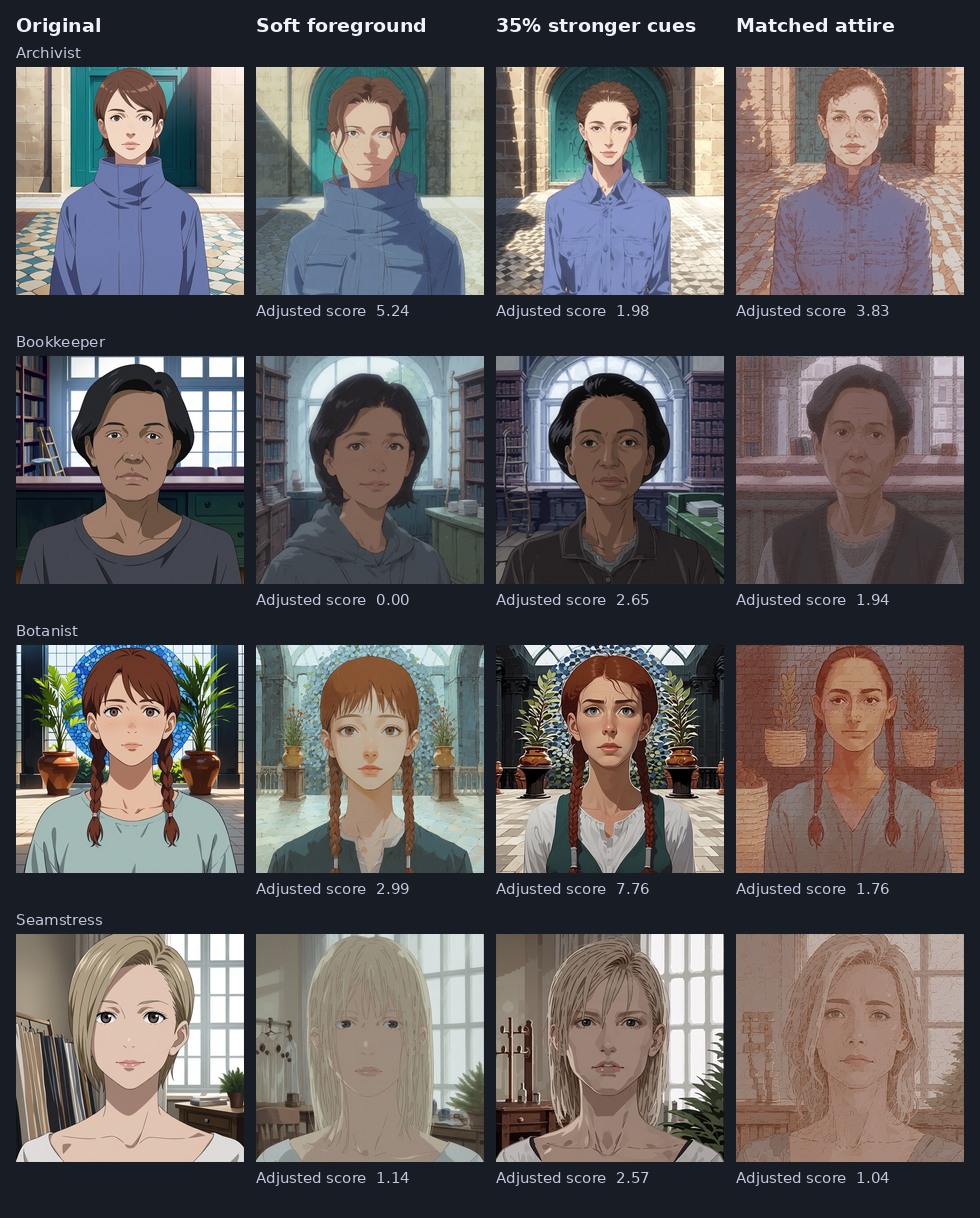 Original Soft foreground 35% stronger cues Matched attire
Archivist
Adjusted score 5.24 Adjusted score 1.98 Adjusted score 3.83
Bookkeeper
Adjusted score 0.00 Adjusted score 2.65 Adjusted score 1.94
Botanist
Adjusted score 2.99 Adjusted score 7.76 Adjusted score 1.76
Seamstress
Adjusted score 1.14 Adjusted score 2.57 Adjusted score 1.04